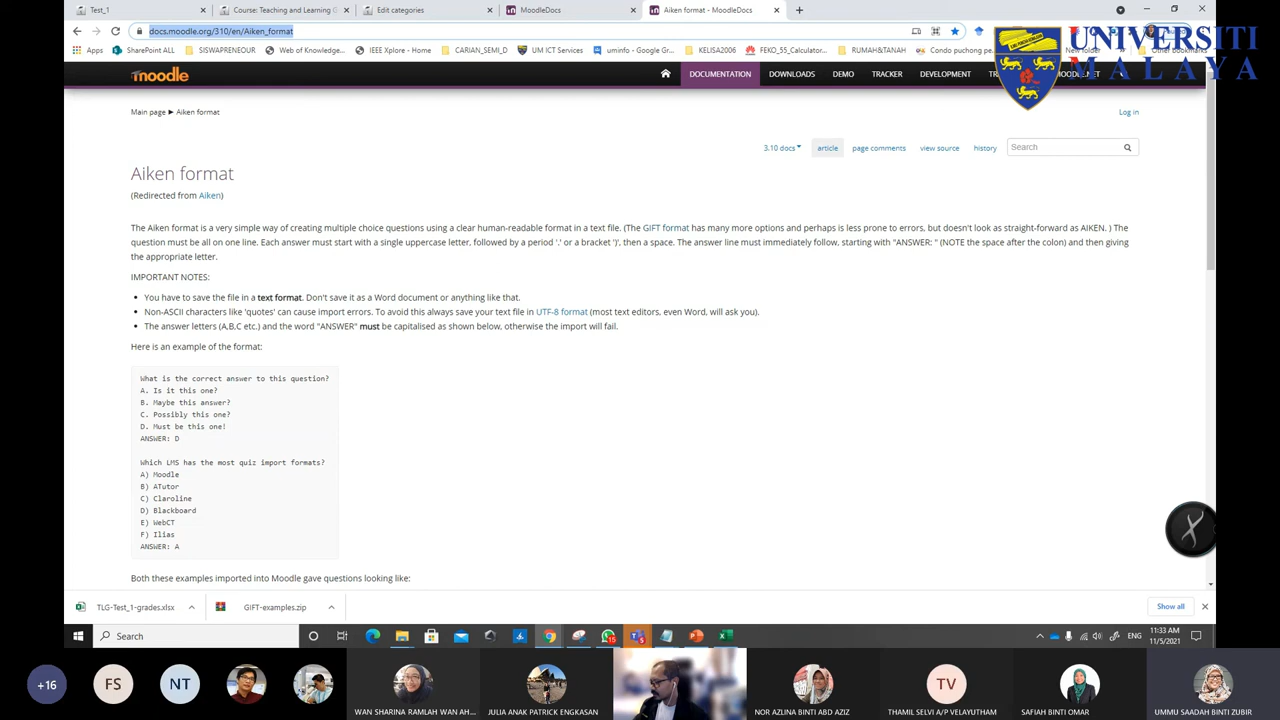 Test_1
Course: Teaching and Learning G
Edit categories
MoodleDocs
Aiken format - MoodleDocs
docs.moodle.org/310/en/Aiken_format
Apps
SharePoint ALL
SISWAPRENEUR
Web of Knowledge...
IEEE Xplore - Home
CARIAN_SEMI_D
UM ICT Services
uminfo - Google Gr...
KELISA2006
FEKO_55_Calculator...
RUMAH&TANAH
Condo puchong pe...
New folder
Other bookmarks
UNIVERSITI
MALAYA
moodle
DOCUMENTATION
DOWNLOADS
DEMO
TRACKER
DEVELOPMENT
MOODLE.NET
Main page ► Aiken format
Log in
3.10 docs
article
page comments
view source
history
Search
Aiken format
(Redirected from Aiken)
The Aiken format is a very simple way of creating multiple choice questions using a clear human-readable format in a text file. (The GIFT format has many more options and perhaps is less prone to errors, but doesn't look as straight-forward as AIKEN. ) The
question must be all on one line. Each answer must start with a single uppercase letter, followed by a period '.' or a bracket ')', then a space. The answer line must immediately follow, starting with "ANSWER: " (NOTE the space after the colon) and then giving
the appropriate letter.
IMPORTANT NOTES:
• You have to save the file in a text format. Don't save it as a Word document or anything like that.
• Non-ASCII characters like 'quotes' can cause import errors. To avoid this always save your text file in UTF-8 format (most text editors, even Word, will ask you).
• The answer letters (A,B,C etc.) and the word "ANSWER" must be capitalised as shown below, otherwise the import will fail.
Here is an example of the format:
What is the correct answer to this question?
A. Is it this one?
B. Maybe this answer?
C. Possibly this one?
D. Must be this one!
ANSWER: D
Which LMS has the most quiz import formats?
A) Moodle
B) ATutor
C) Claroline
D) Blackboard
E) WebCT
F) Ilias
ANSWER: A
Both these examples imported into Moodle gave questions looking like:
TLG-Test_1-grades.xlsx
GIFT-examples.zip
Show all
Search
15
ENG
11:33 AM
11/5/2021
+16
FS
NT
WAN SHARINA RAMLAH WAN AH...
JULIA ANAK PATRICK ENGKASAN
NOR AZLINA BINTI ABD AZIZ
TV
THAMIL SELVI A/P VELAYUTHAM
SAFIAH BINTI OMAR
UMMU SAADAH BINTI ZUBIR